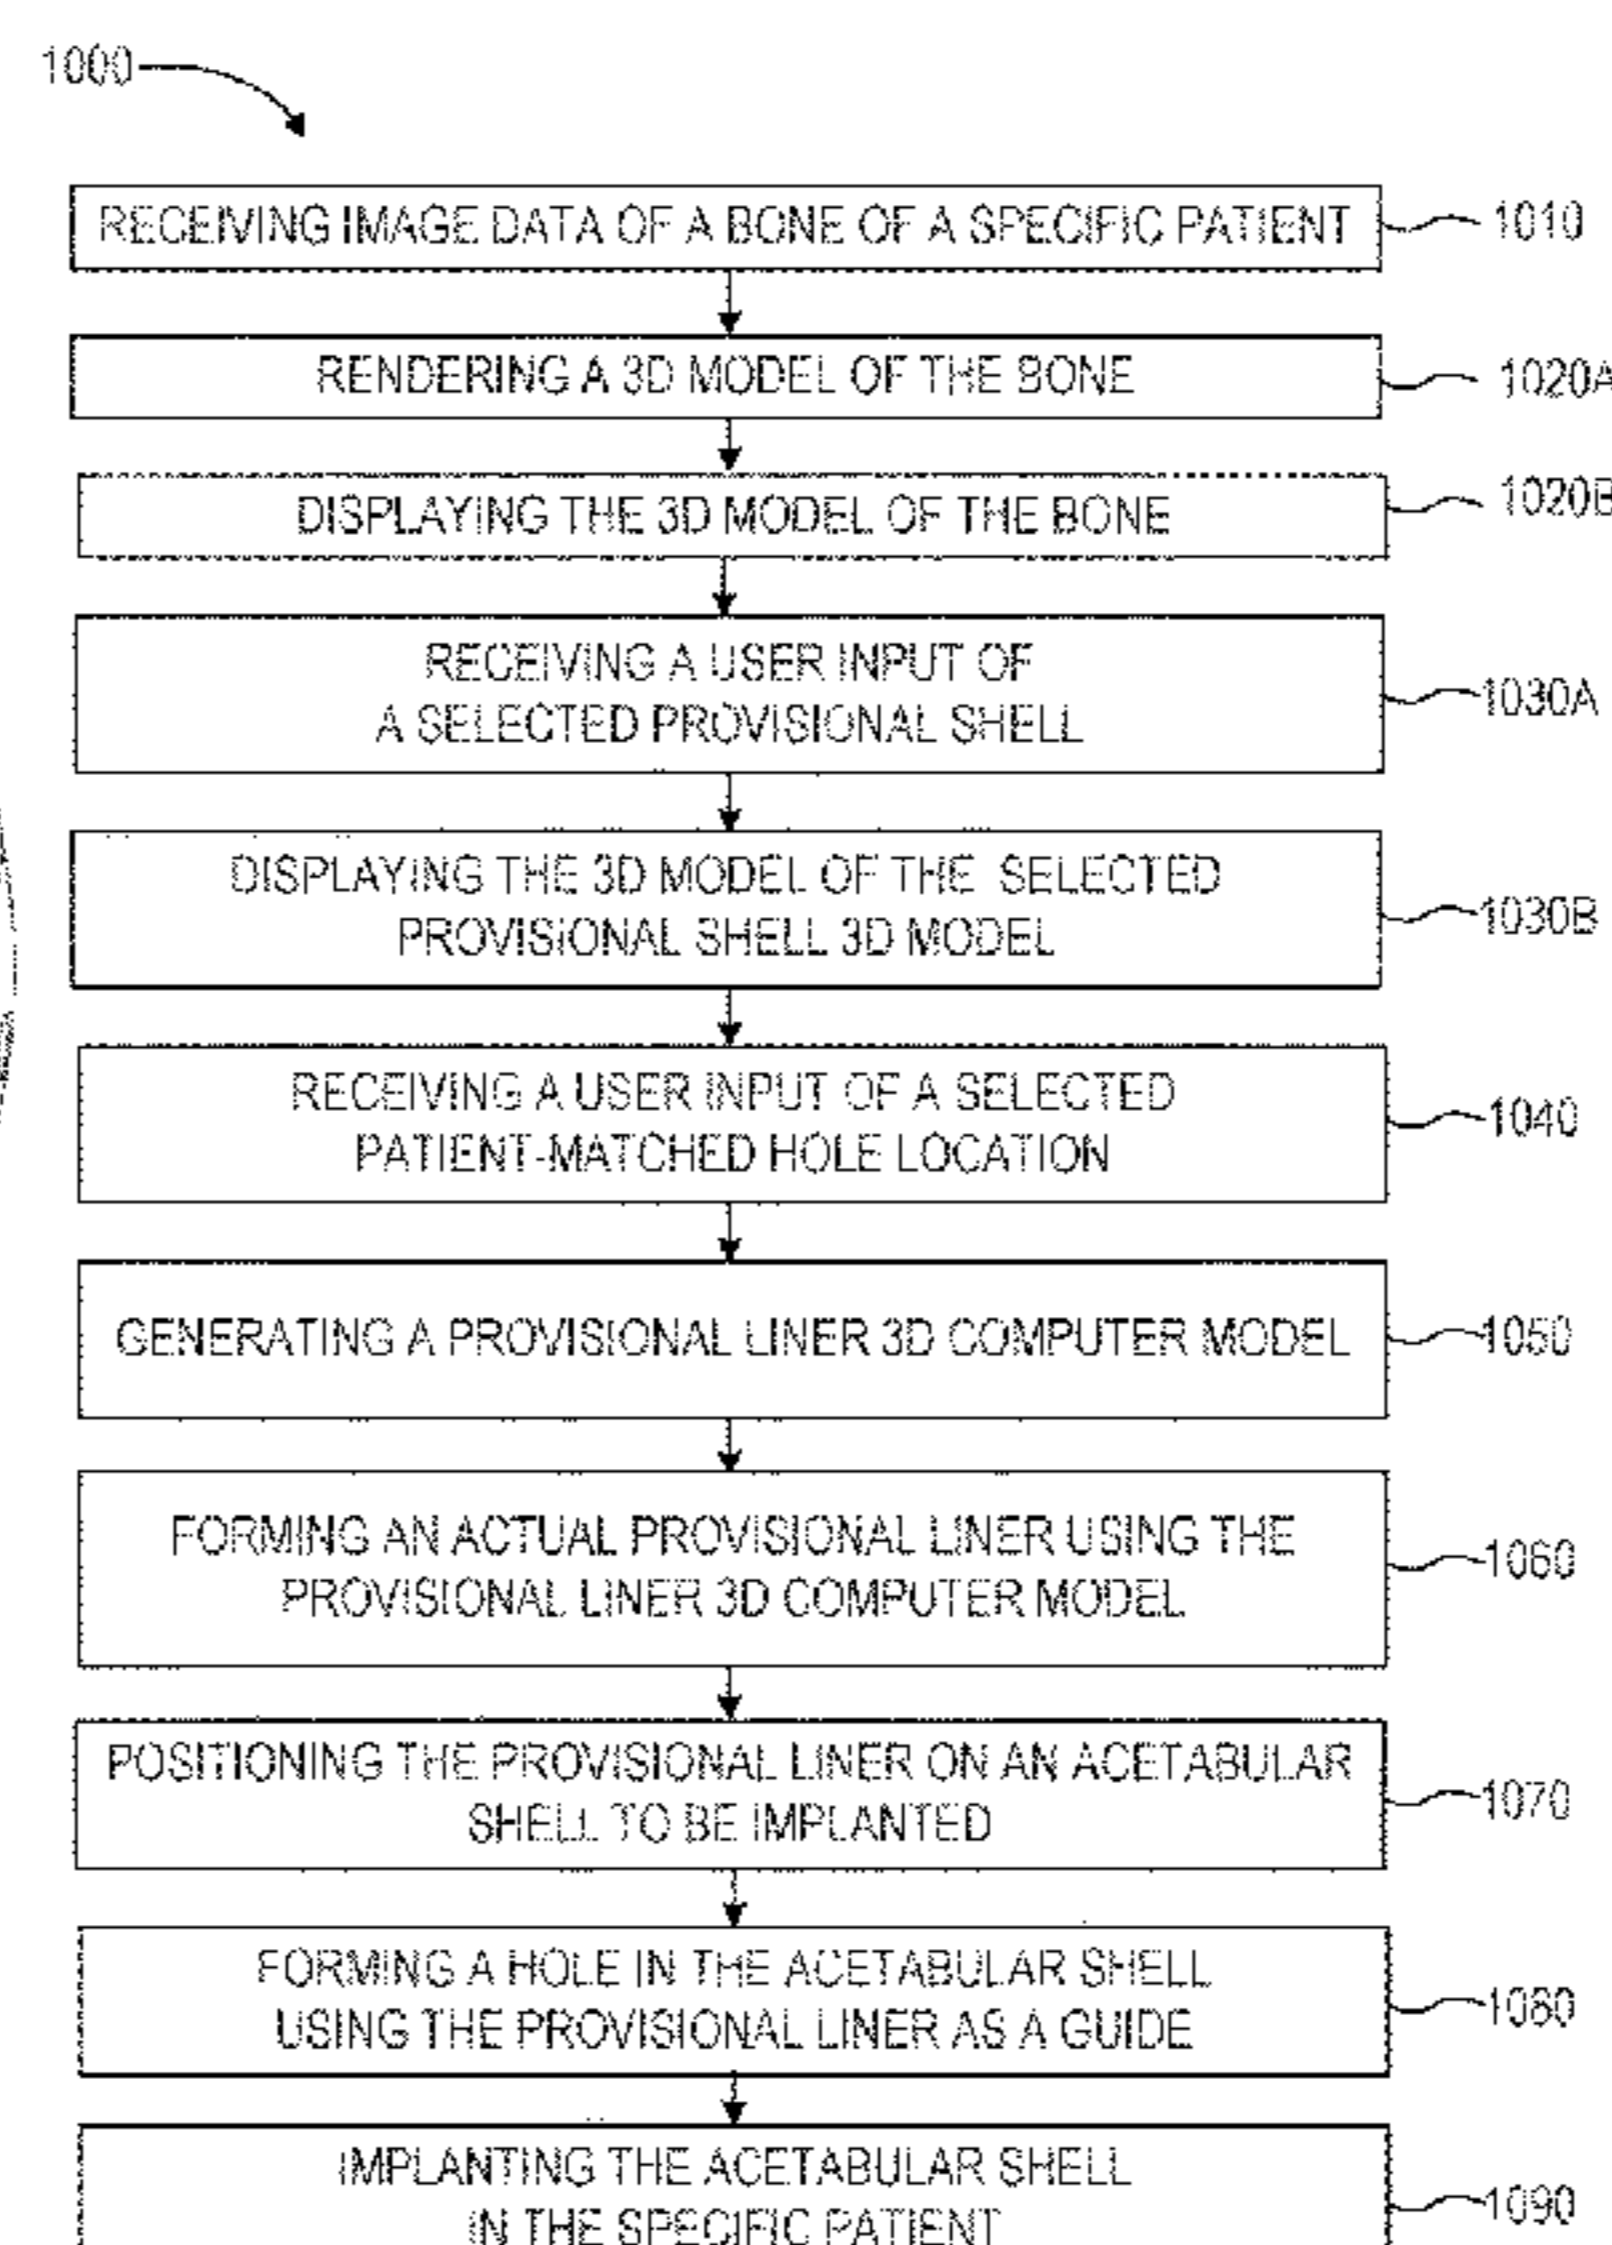 1000
RECEIVING IMAGE DATA OF A BONE OF A SPECIFIC PATIENT
1010
RENDERING A 3D MODEL OF THE BONE
1020A
DISPLAYING THE 3D MODEL OF THE BONE
1020B
RECEIVING A USER INPUT OF
A SELECTED PROVISIONAL SHELL
1030A
DISPLAYING THE 3D MODEL OF THE SELECTED
PROVISIONAL SHELL 3D MODEL
1030B
RECEIVING A USER INPUT OF A SELECTED
PATIENT-MATCHED HOLE LOCATION
1040
GENERATING A PROVISIONAL LINER 3D COMPUTER MODEL
1050
FORMING AN ACTUAL PROVISIONAL LINER USING THE
PROVISIONAL LINER 3D COMPUTER MODEL
1060
POSITIONING THE PROVISIONAL LINER ON AN ACETABULAR
SHELL TO BE IMPLANTED
1070
FORMING A HOLE IN THE ACETABULAR SHELL
USING THE PROVISIONAL LINER AS A GUIDE
1080
IMPLANTING THE ACETABULAR SHELL
IN THE SPECIFIC PATIENT
1090